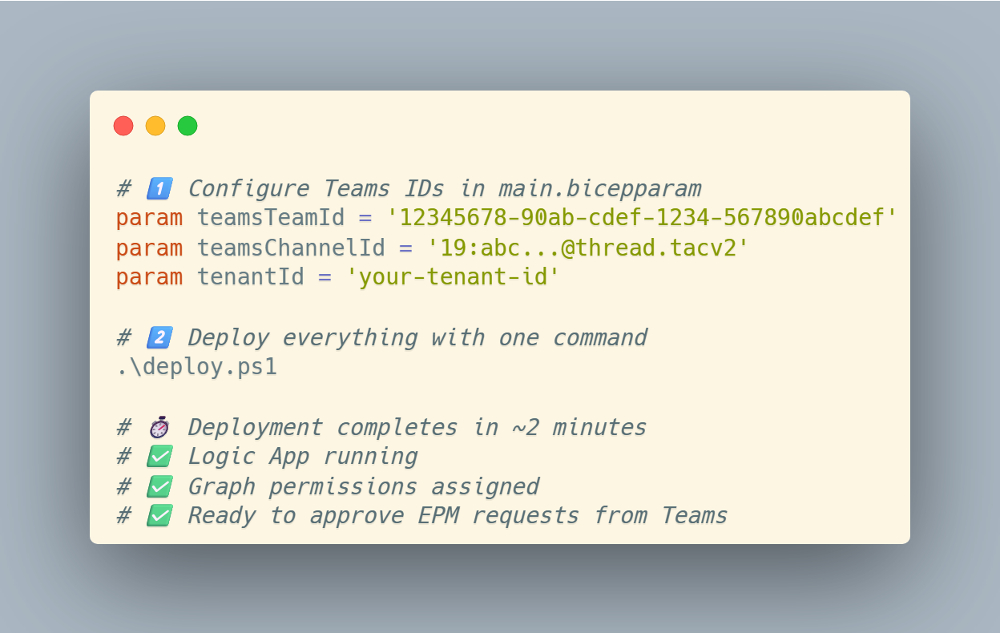 # 1️⃣ Configure Teams IDs in main.bicepparam
param teamsTeamId = '12345678-90ab-cdef-1234-567890abcdef'
param teamsChannelId = '19:abc...@thread.tacv2'
param tenantId = 'your-tenant-id'
# 2️⃣ Deploy everything with one command
.\deploy.ps1
# ⏱️ Deployment completes in ~2 minutes
# ✅ Logic App running
# ✅ Graph permissions assigned
# ✅ Ready to approve EPM requests from Teams